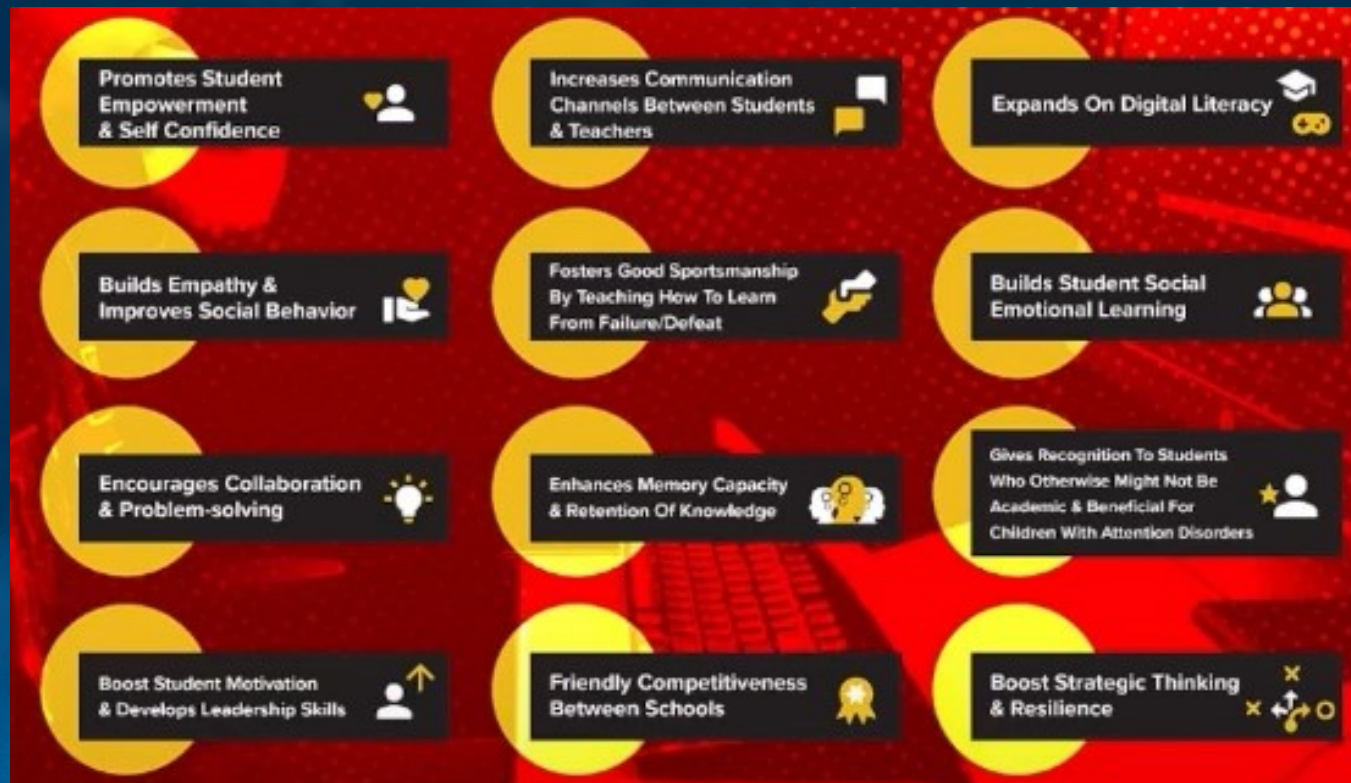 Promotes Student
Empowerment
& Self Confidence
Increases Communication
Channels Between Students
& Teachers
Expands On Digital Literacy
Builds Empathy &
Improves Social Behavior
Fosters Good Sportsmanship
By Teaching How To Learn
From Failure/Defeat
Builds Student Social
Emotional Learning
Encourages Collaboration
& Problem-solving
Enhances Memory Capacity
& Retention Of Knowledge
Gives Recognition To Students
Who Otherwise Might Not Be
Academic & Beneficial For
Children With Attention Disorders
Boost Student Motivation
& Develops Leadership Skills
Friendly Competitiveness
Between Schools
Boost Strategic Thinking
& Resilience